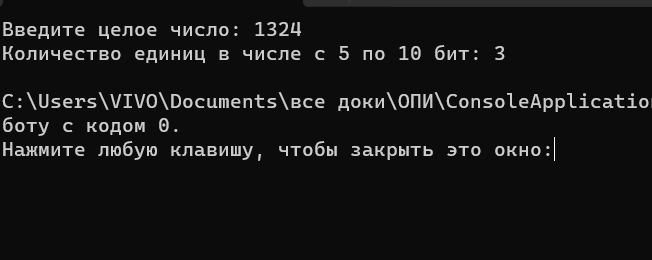 Введите целое число: 1324
Количество единиц в числе с 5 по 10 бит: 3
C:\Users\VIVO\Documents\все доки\ОПИ\ConsoleApplication
боту с кодом 0.
Нажмите любую клавишу, чтобы закрыть это окно: